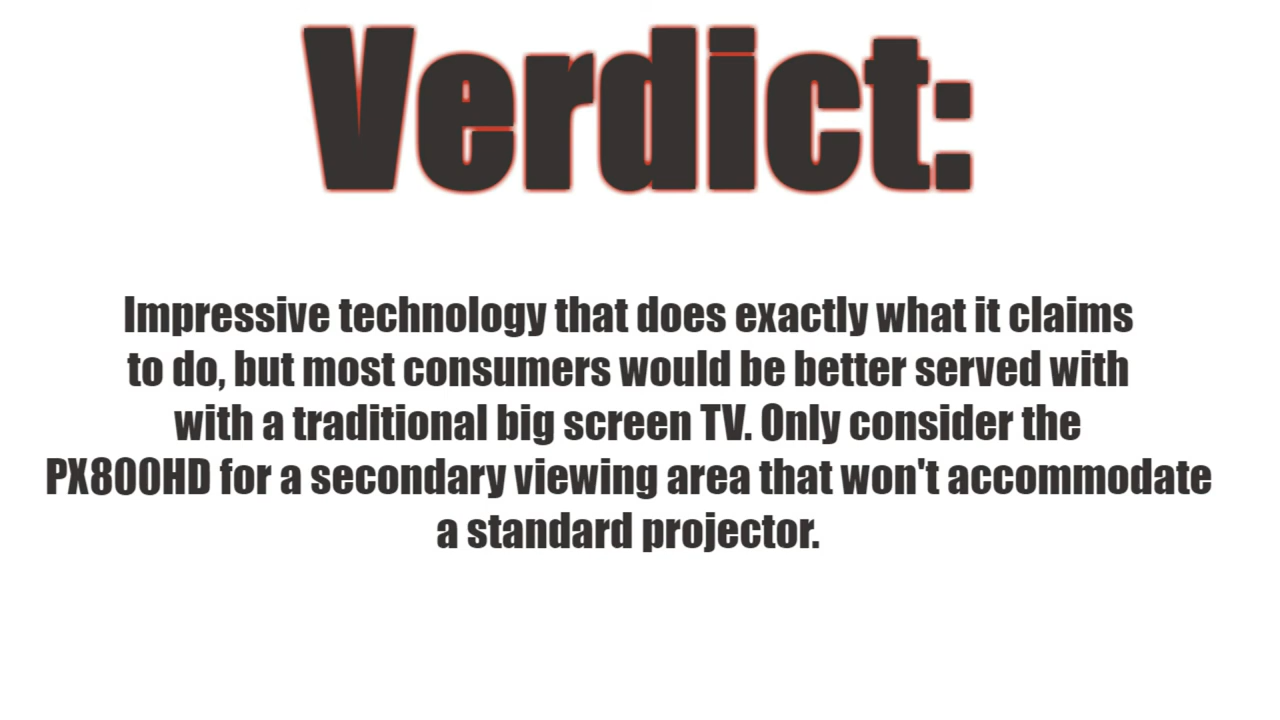 Verdict:
Impressive technology that does exactly what it claims
to do, but most consumers would be better served with
with a traditional big screen TV. Only consider the
PX800HD for a secondary viewing area that won't accommodate
a standard projector.